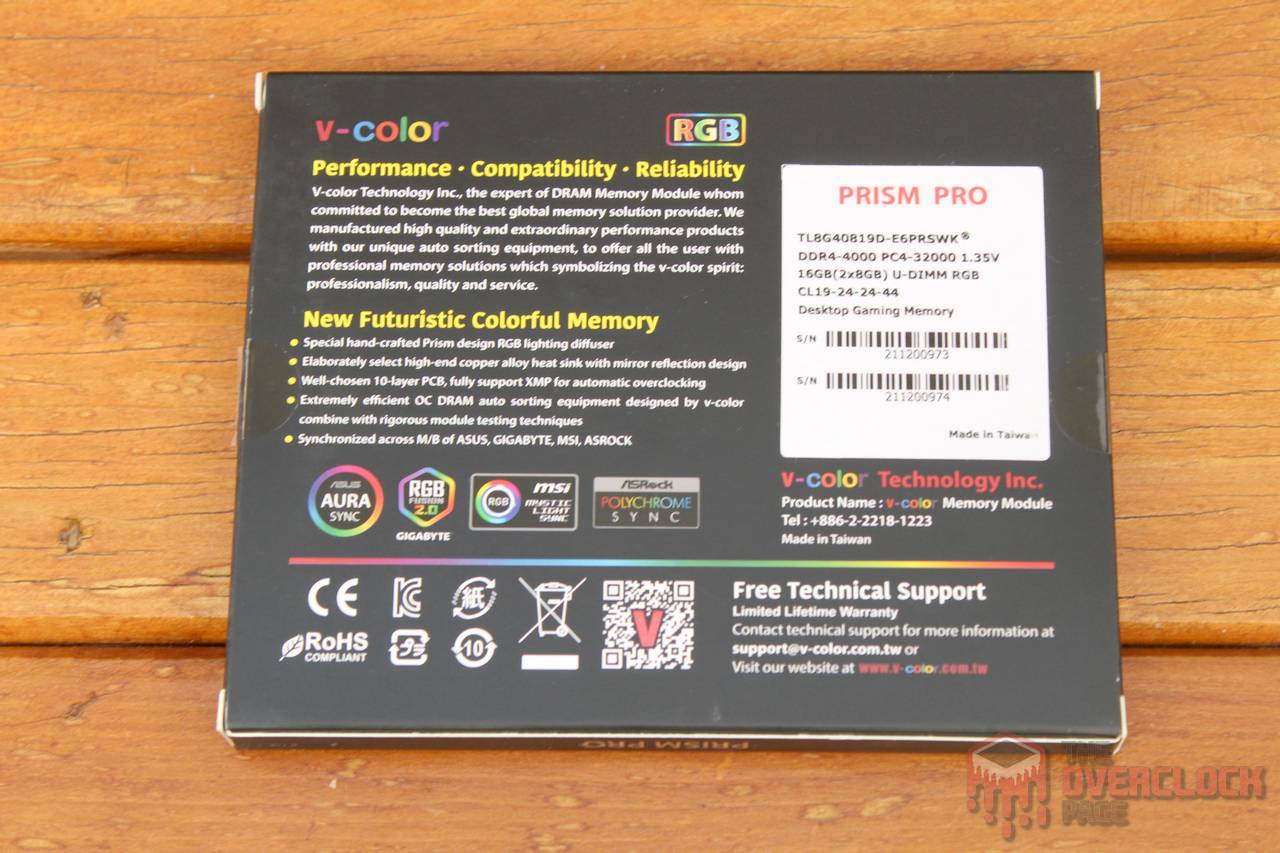 v-color
RGB
Performance · Compatibility · Reliability
V-color Technology Inc., the expert of DRAM Memory Module whom
committed to become the best global memory solution provider. We
manufactured high quality and extraordinary performance products
with our unique auto sorting equipment, to offer all the user with
professional memory solutions which symbolizing the v-color spirit:
professionalism, quality and service.
New Futuristic Colorful Memory
• Special hand-crafted Prism design RGB lighting diffuser
• Elaborately select high-end copper alloy heat sink with mirror reflection design
• Well-chosen 10-layer PCB, fully support XMP for automatic overclocking
• Extremely efficient OC DRAM auto sorting equipment designed by v-color
combine with rigorous module testing techniques
• Synchronized across M/B of ASUS, GIGABYTE, MSI, ASROCK
ASUS
AURA
SYNC
RGB
FUSION
2.0
GIGABYTE
RGB
msi
MYSTIC
LIGHT
SYNC
ASRock
POLYCHROME
SYNC
PRISM PRO
TL8G40819D-E6PRSWK®
DDR4-4000 PC4-32000 1.35V
16GB(2x8GB) U-DIMM RGB
CL19-24-24-44
Desktop Gaming Memory
S/N
211200973
S/N
211200974
Made in Taiwan
v-color Technology Inc.
Product Name : v-color Memory Module
Tel : +886-2-2218-1223
Made in Taiwan
CE
紙
RoHS
COMPLIANT
プラ
10
V
Free Technical Support
Limited Lifetime Warranty
Contact technical support for more information at
support@v-color.com.tw or
Visit our website at www.v-color.com.tw
PRISM PRO
THE
OVERCLOCK
PAGE